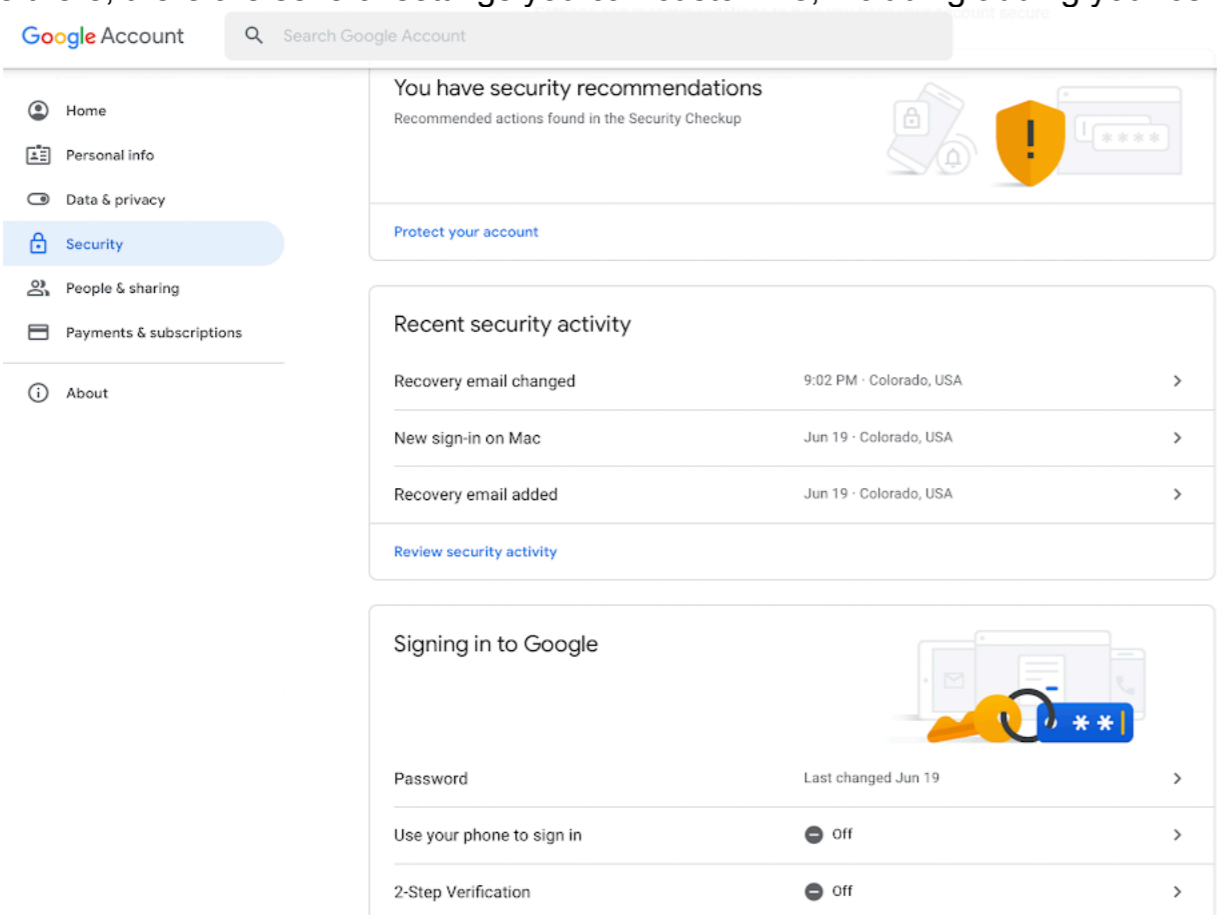 Google Account
Search Google Account
Home
Personal info
Data & privacy
Security
People & sharing
Payments & subscriptions
About
You have security recommendations
Recommended actions found in the Security Checkup
Protect your account
Recent security activity
Recovery email changed 9:02 PM · Colorado, USA
New sign-in on Mac Jun 19 · Colorado, USA
Recovery email added Jun 19 · Colorado, USA
Review security activity
Signing in to Google
Password Last changed Jun 19
Use your phone to sign in Off
2-Step Verification Off